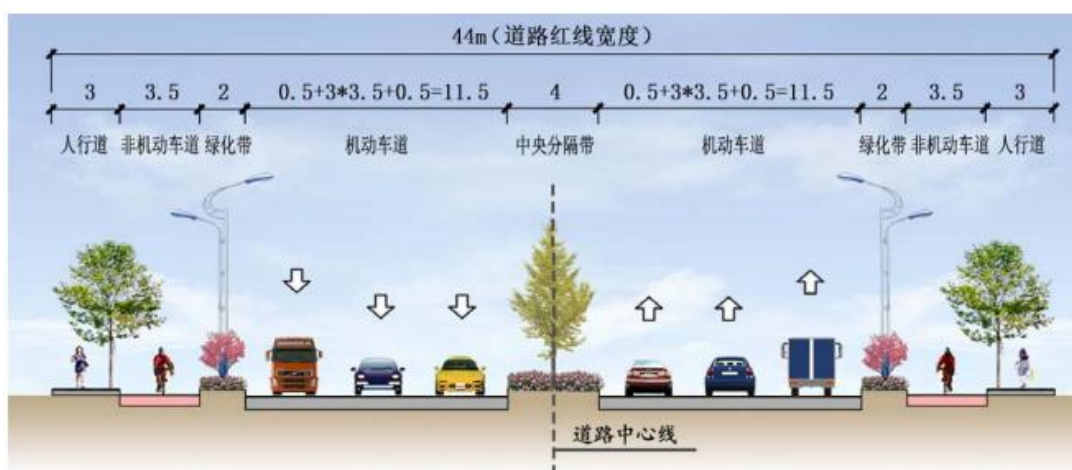 44m(道路红线宽度)
3 3.5 2 0.5+3*3.5+0.5=11.5 4 0.5+3*3.5+0.5=11.5 2 3.5 3
人行道 非机动车道 绿化带 机动车道 中央分隔带 机动车道 绿化带 非机动车道 人行道
道路中心线